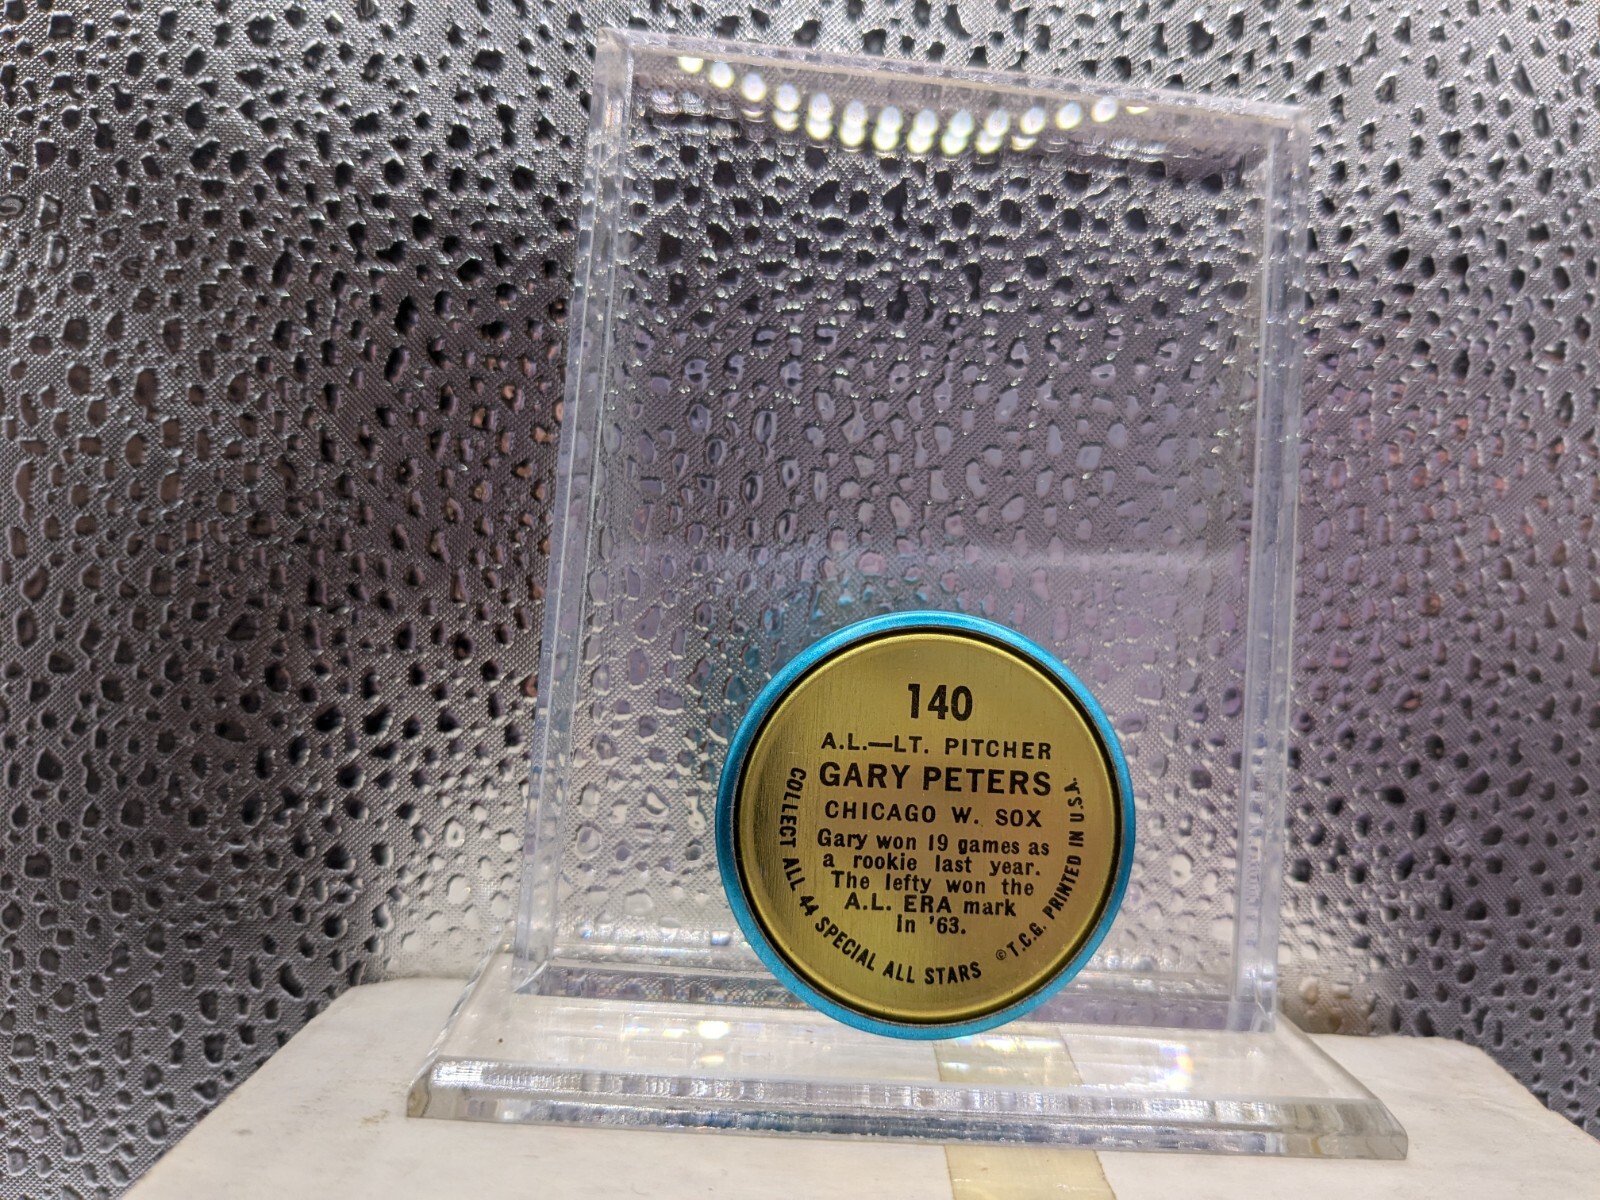 140
A.L.—LT. PITCHER
GARY PETERS
CHICAGO W. SOX
Gary won 19 games as
a rookie last year.
The lefty won the
A.L. ERA mark
in '63.
COLLECT ALL 44 SPECIAL ALL STARS
© T.C.G. PRINTED IN U.S.A.